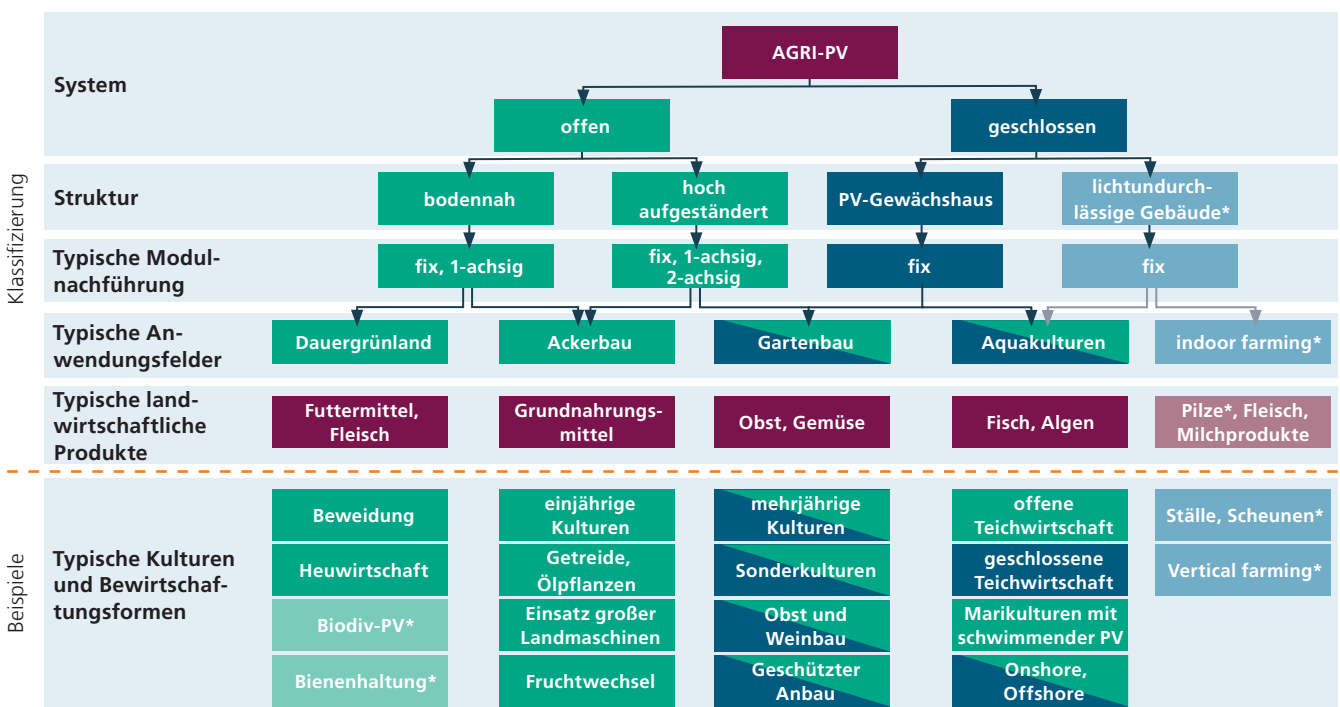 AGRI-PV
System
offen
geschlossen
Klassifizierung
Struktur
bodennah
hoch
aufgeständert
PV-Gewächshaus
lichtundurch-
lässige Gebäude*
Typische Modul-
nachführung
fix, 1-achsig
fix, 1-achsig,
2-achsig
fix
fix
Typische An-
wendungsfelder
Dauergrünland
Ackerbau
Gartenbau
Aquakulturen
indoor farming*
Typische land-
wirtschaftliche
Produkte
Futtermittel,
Fleisch
Grundnahrungs-
mittel
Obst, Gemüse
Fisch, Algen
Pilze*, Fleisch,
Milchprodukte
Beispiele
Typische Kulturen
und Bewirtschaf-
tungsformen
Beweidung
einjährige
Kulturen
mehrjährige
Kulturen
offene
Teichwirtschaft
Ställe, Scheunen*
Heuwirtschaft
Getreide,
Ölpflanzen
Sonderkulturen
geschlossene
Teichwirtschaft
Vertical farming*
Biodiv-PV*
Einsatz großer
Landmaschinen
Obst und
Weinbau
Marikulturen mit
schwimmender PV
Bienenhaltung*
Fruchtwechsel
Geschützter
Anbau
Onshore,
Offshore